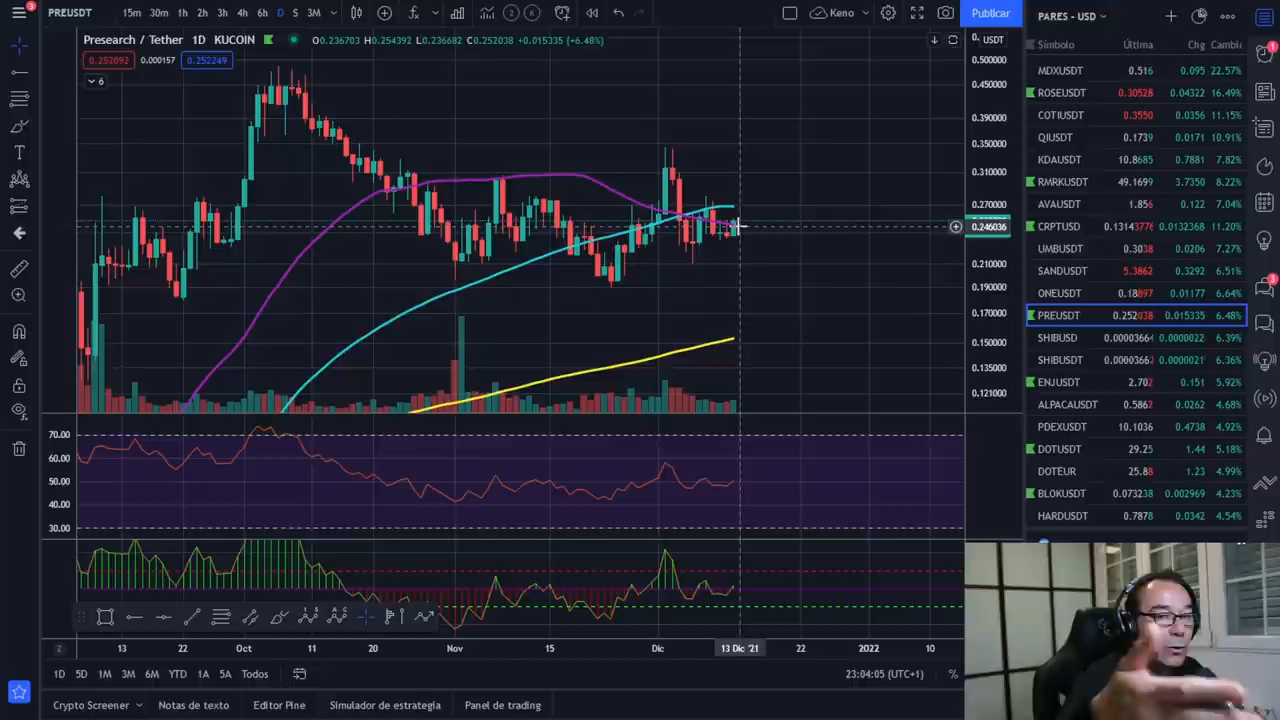 3
PREUSDT
15m 30m 1h 2h 3h 4h 6h D S 3M
Keno
Publicar
PARES - USD
Presearch / Tether 1D KUCOIN O0.236703 H0.254392 L0.236682 C0.252038 +0.015335 (+6.48%)
0.252092 0.000157 0.252249
6
USDT
0.500000
0.450000
0.390000
0.350000
0.310000
0.270000
0.246036
0.210000
0.190000
0.170000
0.150000
0.135000
0.121000
70.00
60.00
50.00
40.00
30.00
13 22 Oct 11 20 Nov 15 Dic 13 Dic '21 22 2022 10
1D 5D 1M 3M 6M YTD 1A 5A Todos
23:04:05 (UTC+1) %
Crypto Screener Notas de texto Editor Pine Simulador de estrategia Panel de trading
Símbolo Última Chg Cambio
MDXUSDT 0.516 0.095 22.57%
ROSEUSDT 0.30528 0.04322 16.49%
COTIUSDT 0.3550 0.0356 11.15%
QIUSDT 0.1739 0.0171 10.91%
KDAUSDT 10.8685 0.7881 7.82%
RMRKUSDT 49.1699 3.7350 8.22%
AVAUSDT 1.856 0.122 7.04%
CRPTUSD 0.1314377 0.0132368 11.20%
UMBUSDT 0.3038 0.0206 7.27%
SANDUSDT 5.3862 0.3292 6.51%
ONEUSDT 0.18897 0.01177 6.64%
PREUSDT 0.252038 0.015335 6.48%
SHIBUSD 0.0000366 0.0000022 6.39%
SHIBUSDT 0.0000366 0.0000021 6.36%
ENJUSDT 2.702 0.151 5.92%
ALPACAUSDT 0.5862 0.0262 4.68%
PDEXUSDT 10.1036 0.4738 4.92%
DOTUSDT 29.25 1.44 5.18%
DOTEUR 25.88 1.23 4.99%
BLOKUSDT 0.073238 0.002969 4.23%
HARDUSDT 0.7878 0.0342 4.54%
1
3